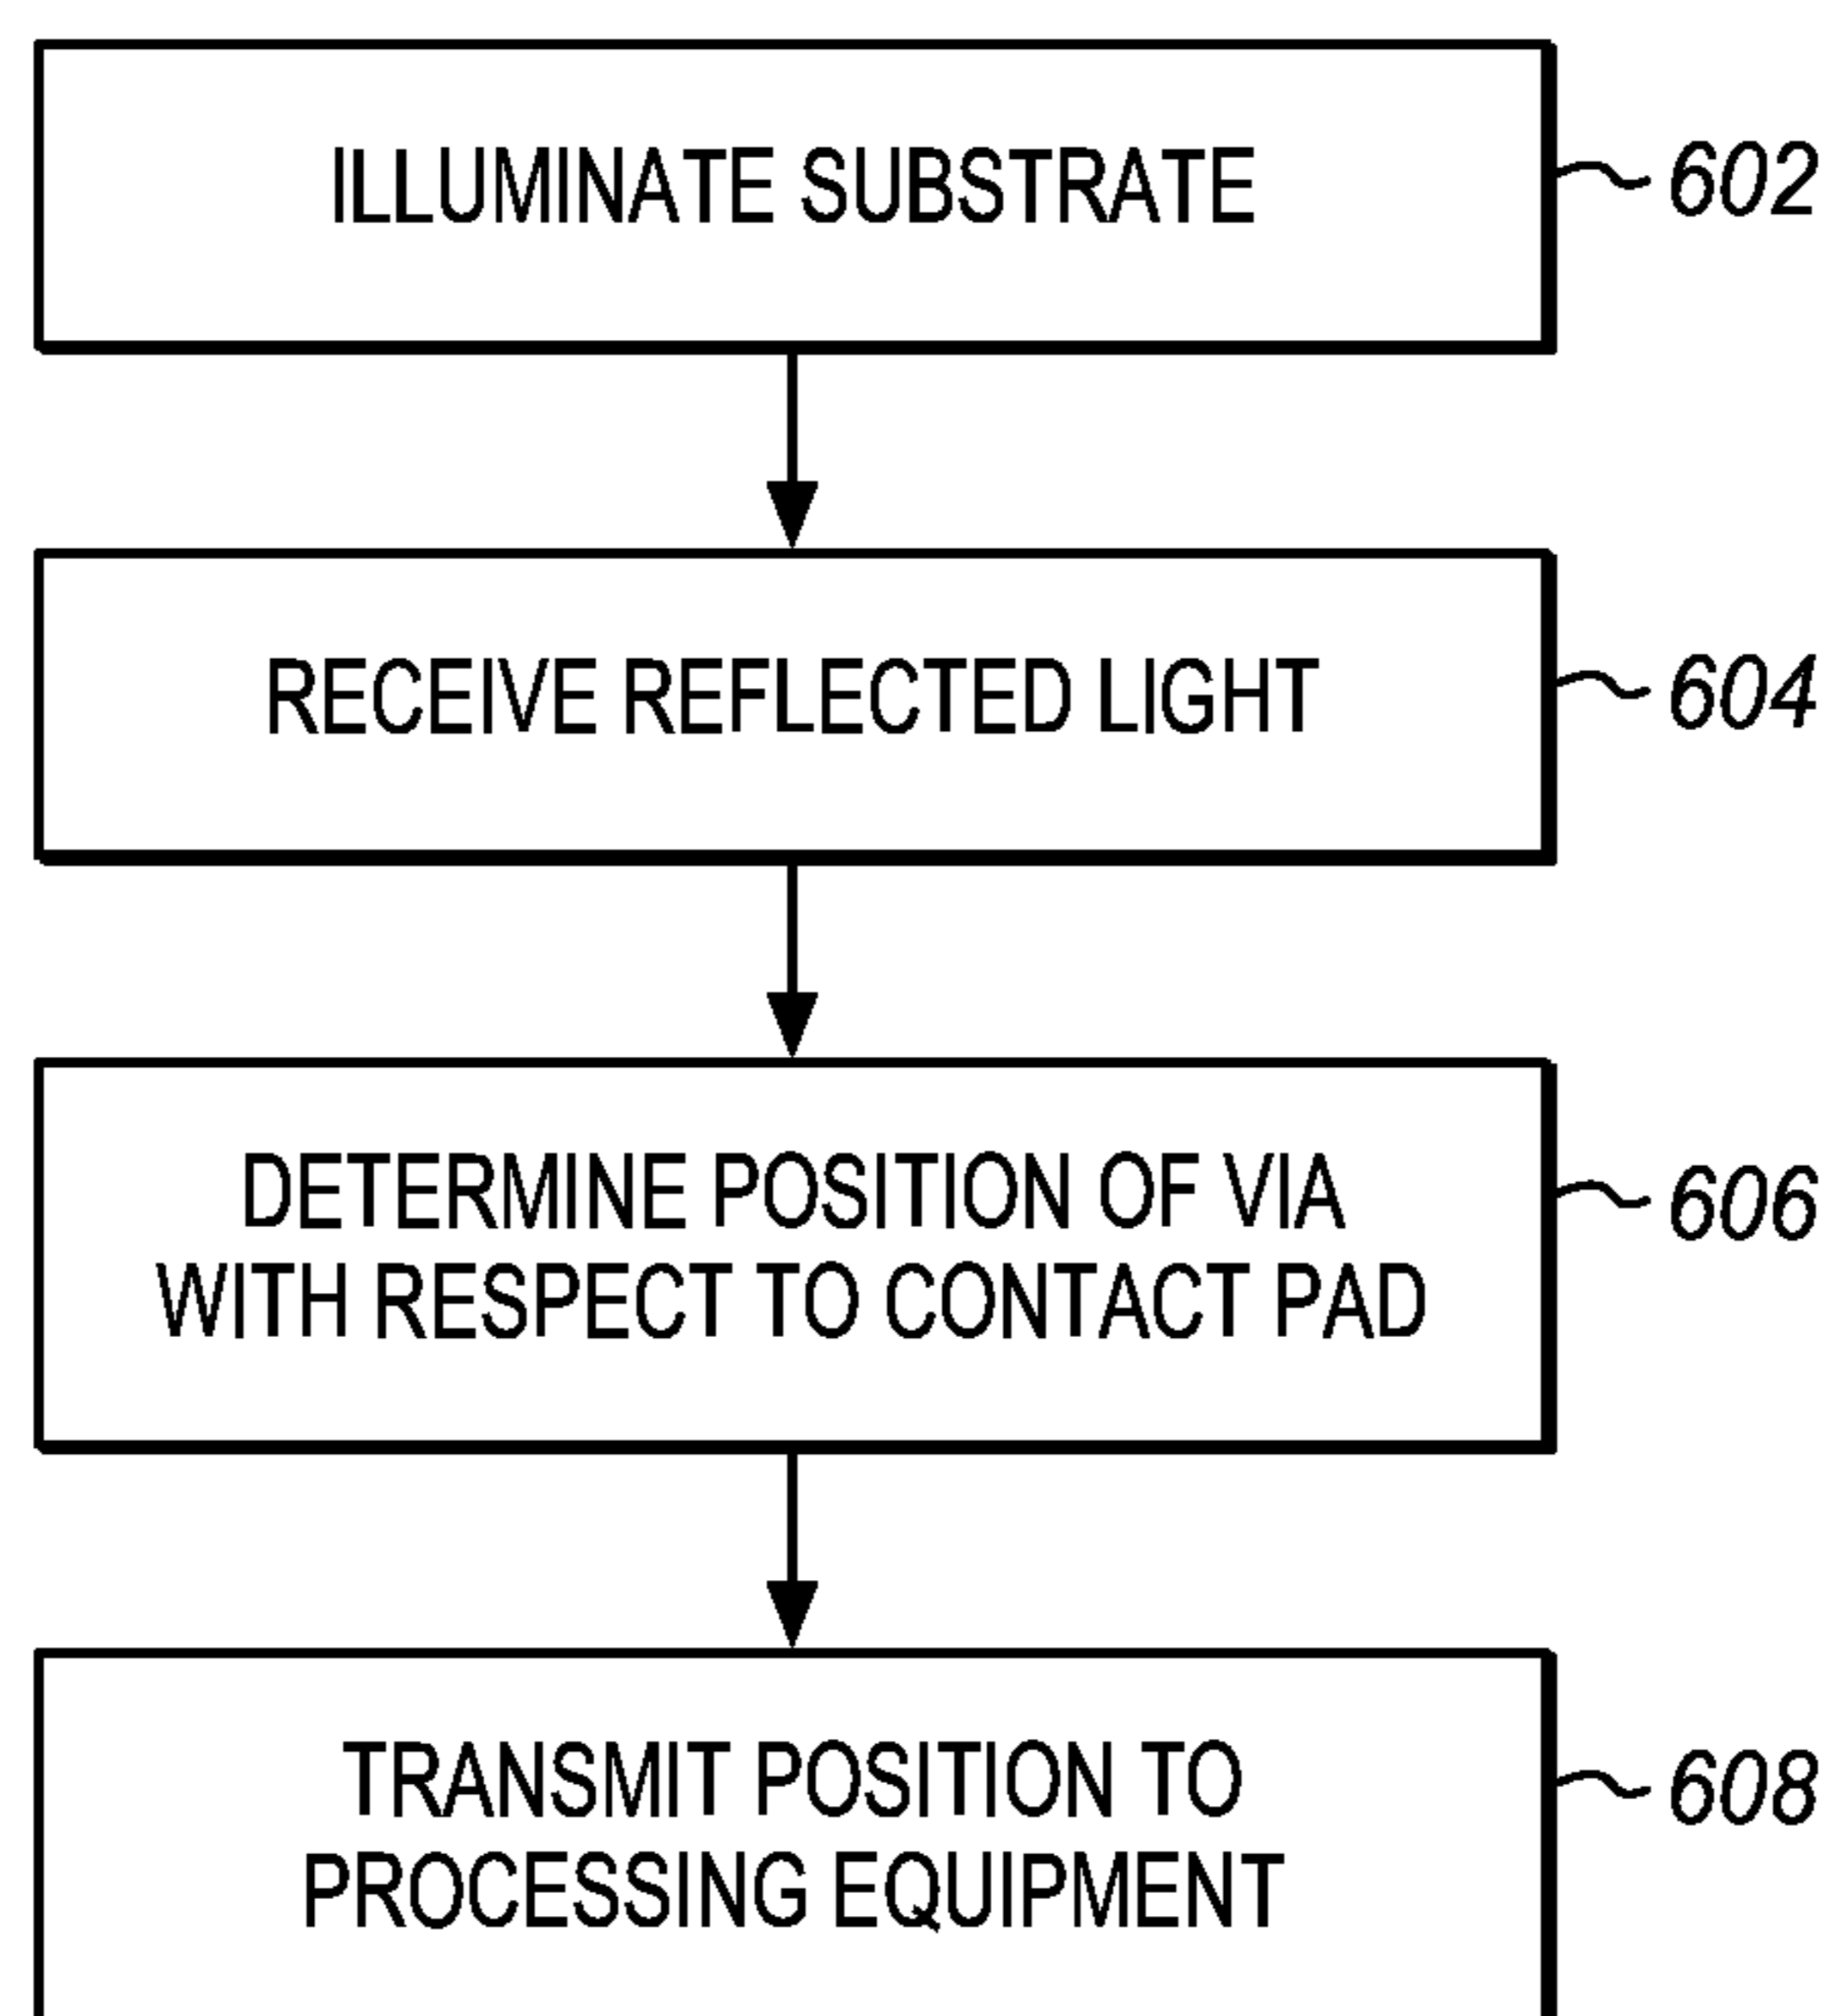 ILLUMINATE SUBSTRATE
602
RECEIVE REFLECTED LIGHT
604
DETERMINE POSITION OF VIA
WITH RESPECT TO CONTACT PAD
606
TRANSMIT POSITION TO
PROCESSING EQUIPMENT
608